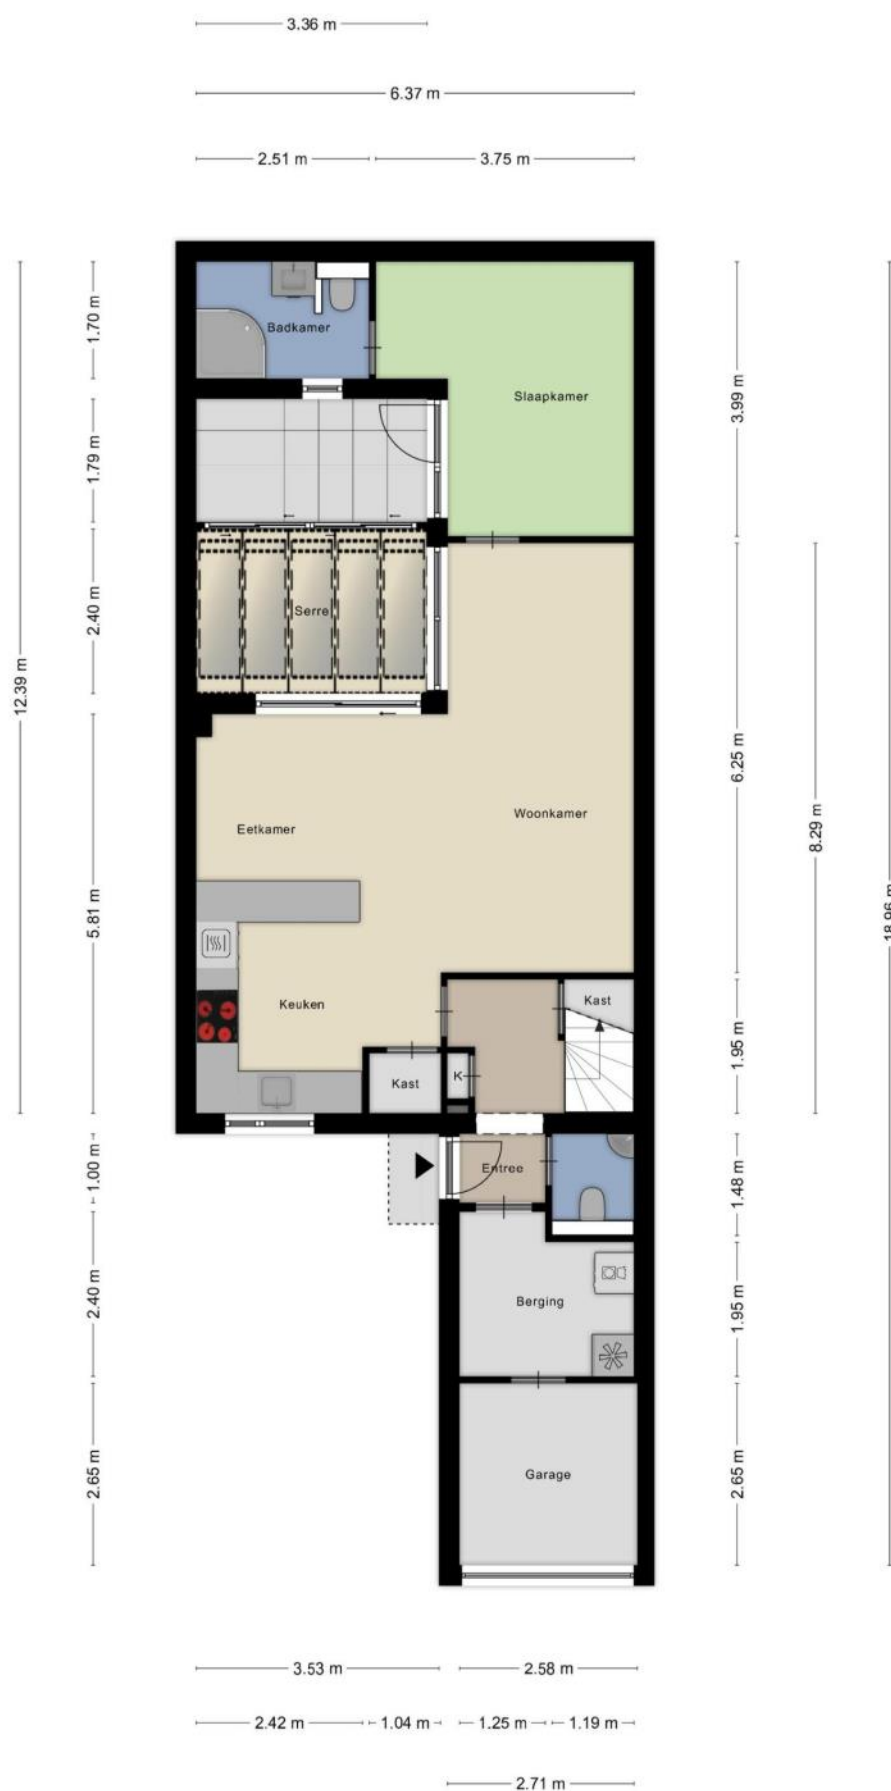 3.36 m
6.37 m
2.51 m
3.75 m
1.70 m
Badkamer
Slaapkamer
3.99 m
1.79 m
2.40 m
Serre
12.39 m
6.25 m
Eetkamer
Woonkamer
8.29 m
5.81 m
18.96 m
Keuken
Kast
1.95 m
Kast
K
1.00 m
Entree
1.48 m
2.40 m
Berging
1.95 m
2.65 m
Garage
2.65 m
3.53 m
2.58 m
2.42 m
1.04 m
1.25 m
1.19 m
2.71 m